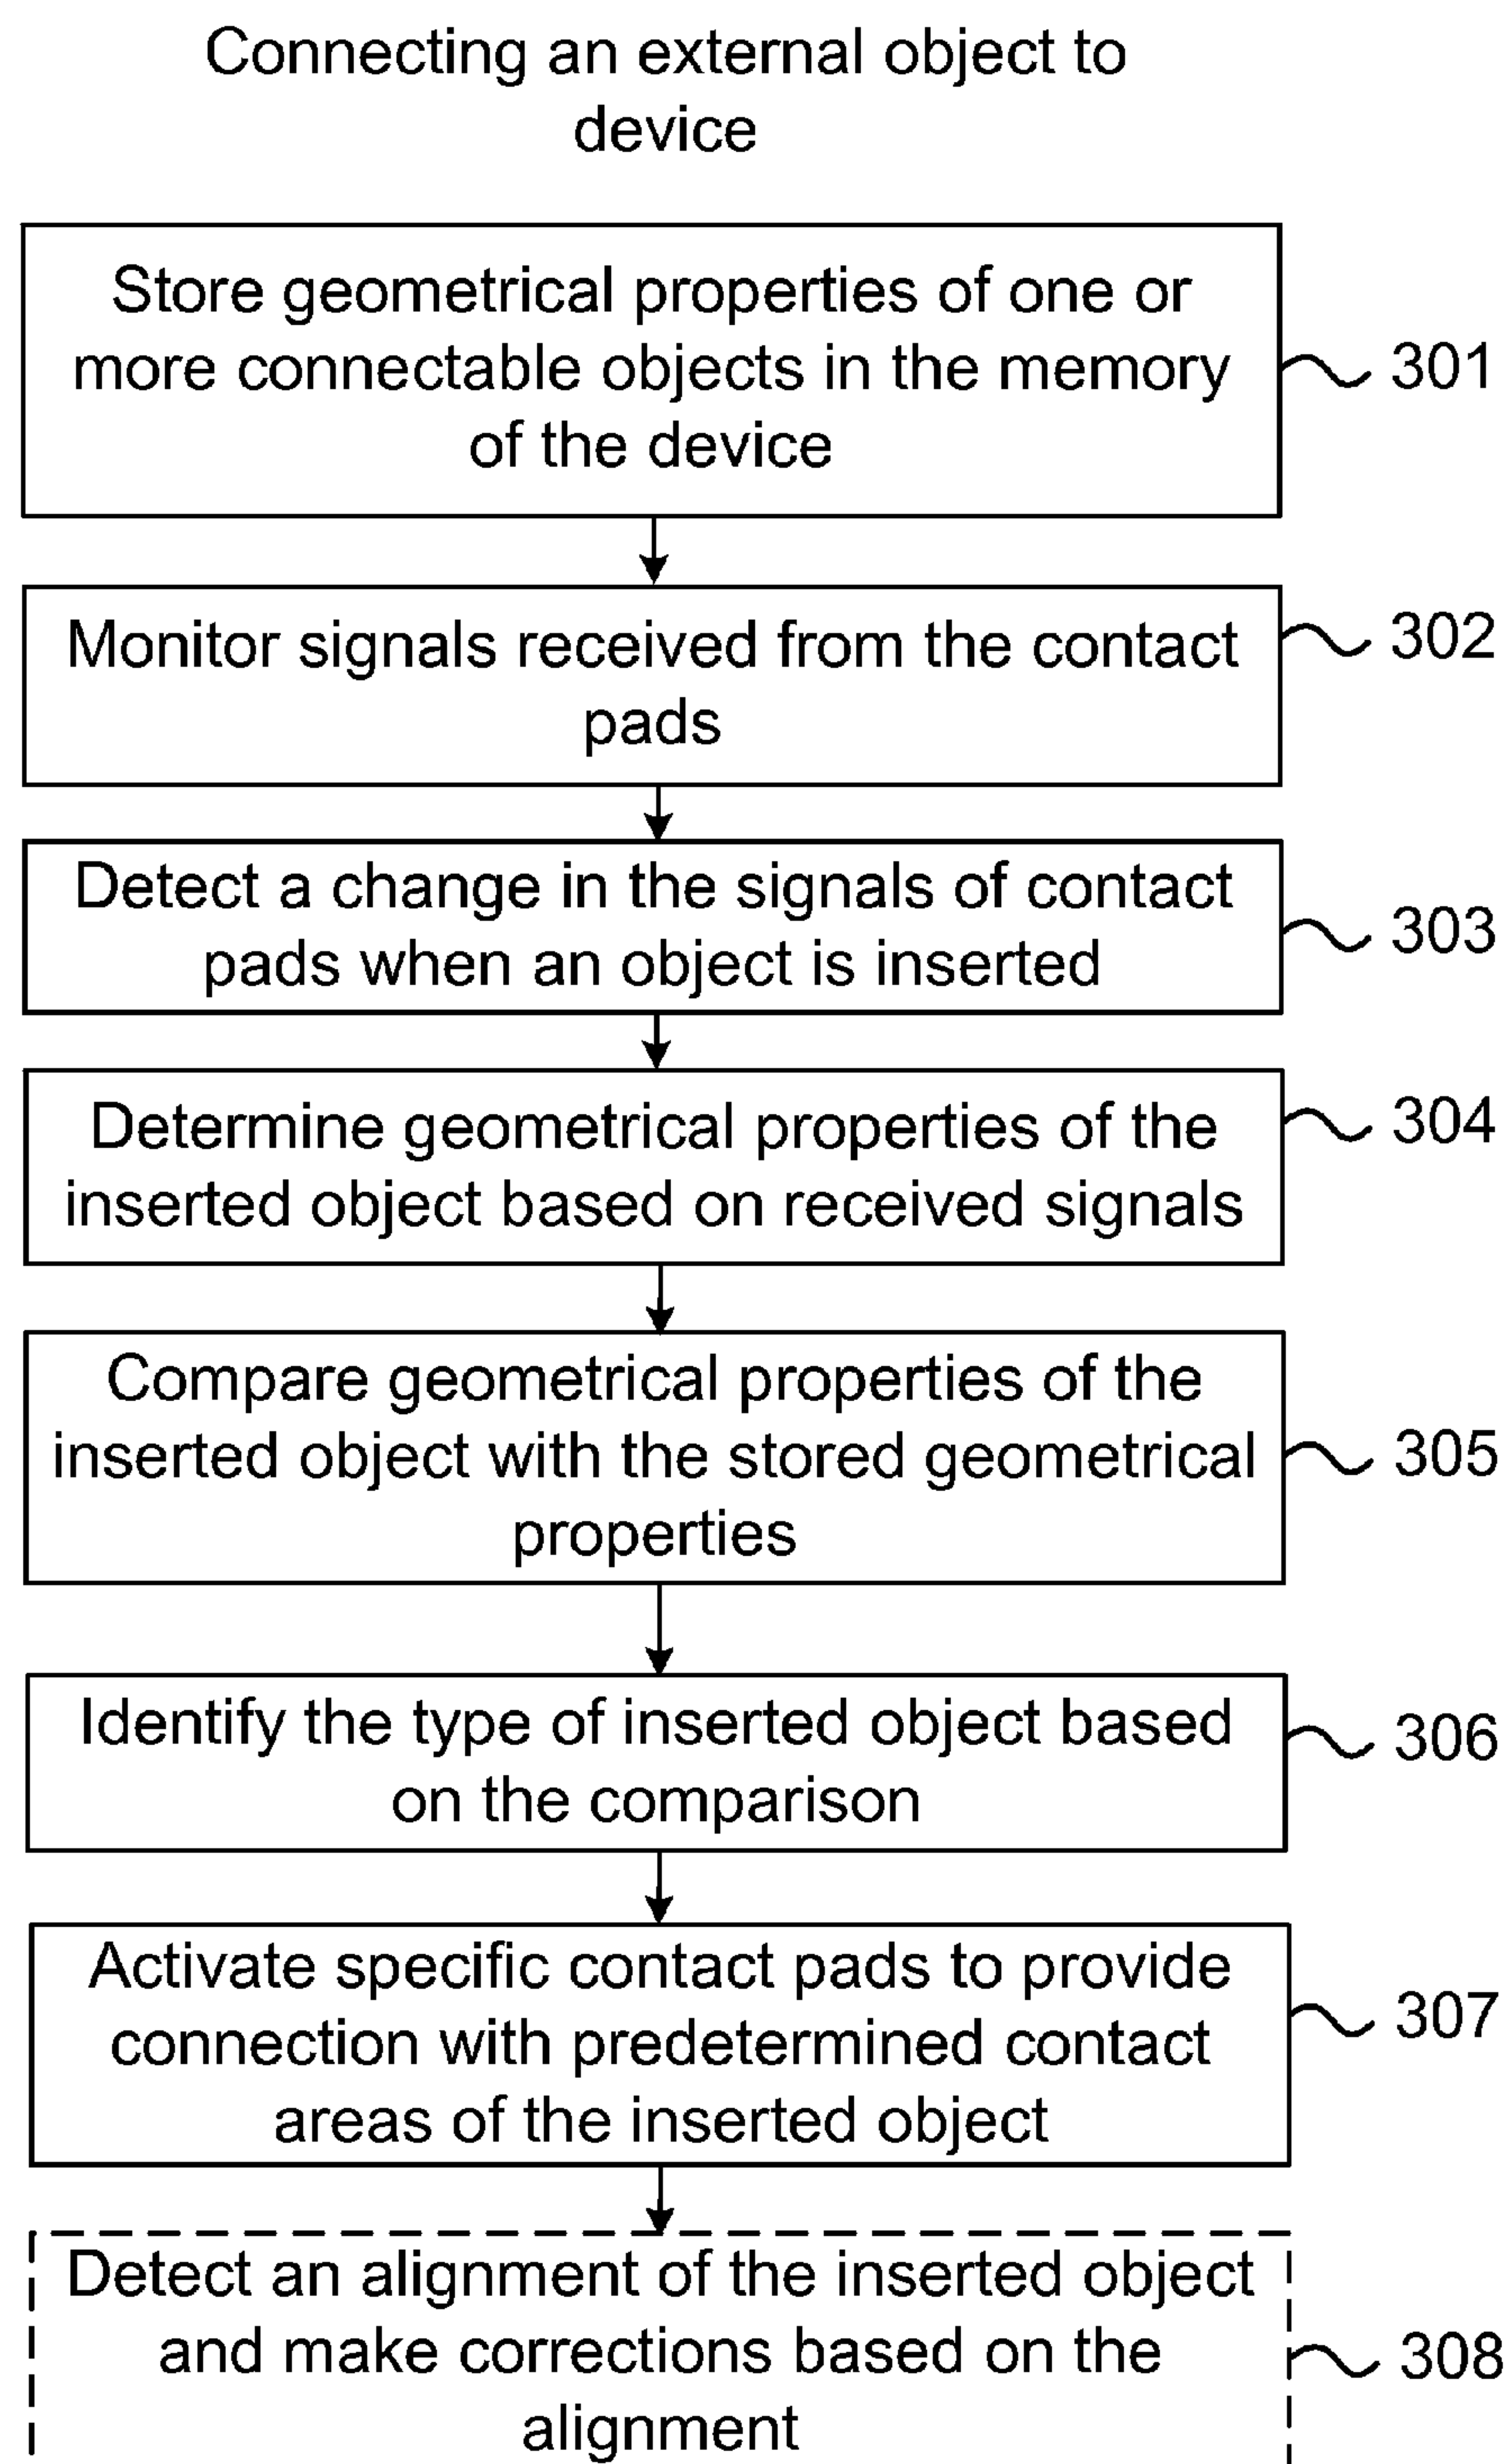 Connecting an external object to
device
Store geometrical properties of one or
more connectable objects in the memory
of the device
301
Monitor signals received from the contact
pads
302
Detect a change in the signals of contact
pads when an object is inserted
303
Determine geometrical properties of the
inserted object based on received signals
304
Compare geometrical properties of the
inserted object with the stored geometrical
properties
305
Identify the type of inserted object based
on the comparison
306
Activate specific contact pads to provide
connection with predetermined contact
areas of the inserted object
307
Detect an alignment of the inserted object
and make corrections based on the
alignment
308